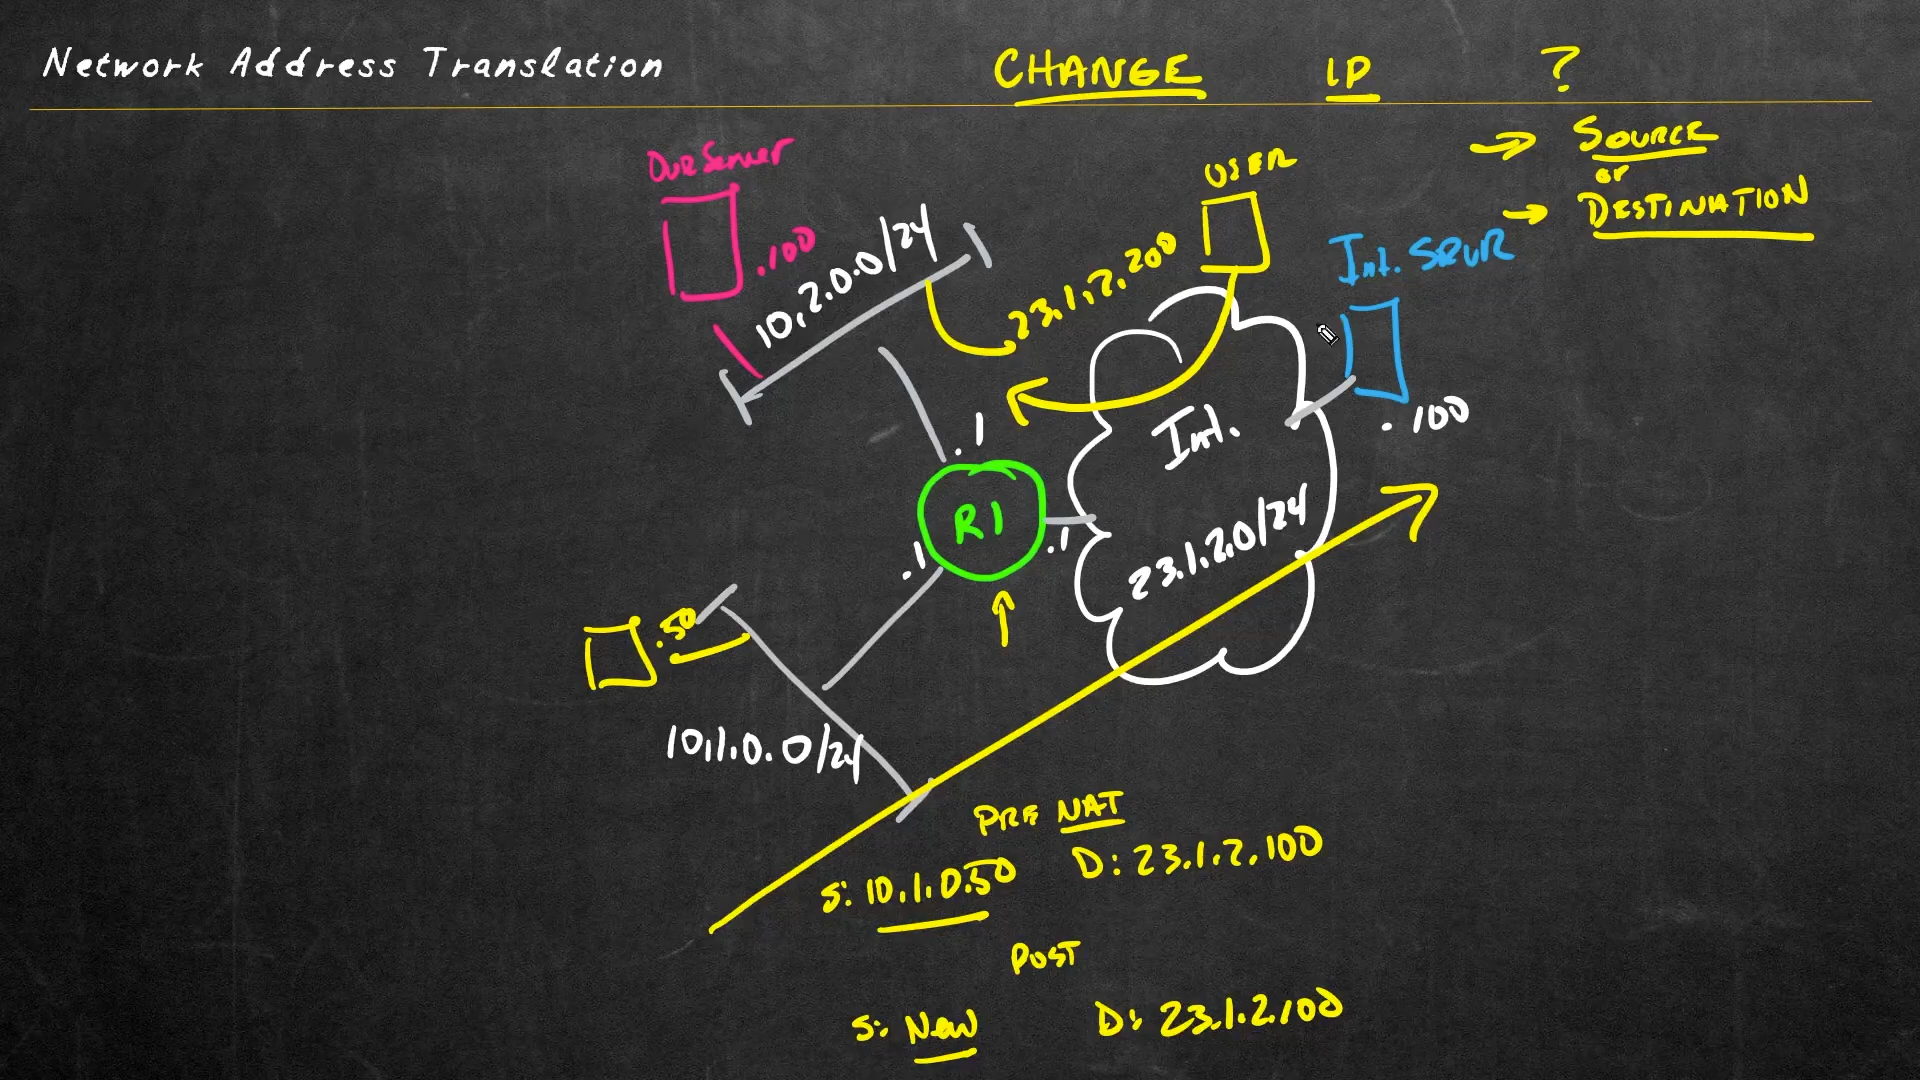 Network Address Translation
CHANGE IP ?
SOURCE
or
DESTINATION
OUR Server
.100
10.2.0.0/24
USER
23.1.2.200
Int. SRVR
.100
Int.
23.1.2.0/24
.1
R1
.1
.1
.50
10.1.0.0/24
PRE NAT
S: 10.1.0.50 D: 23.1.2.100
POST
S: New D: 23.1.2.100